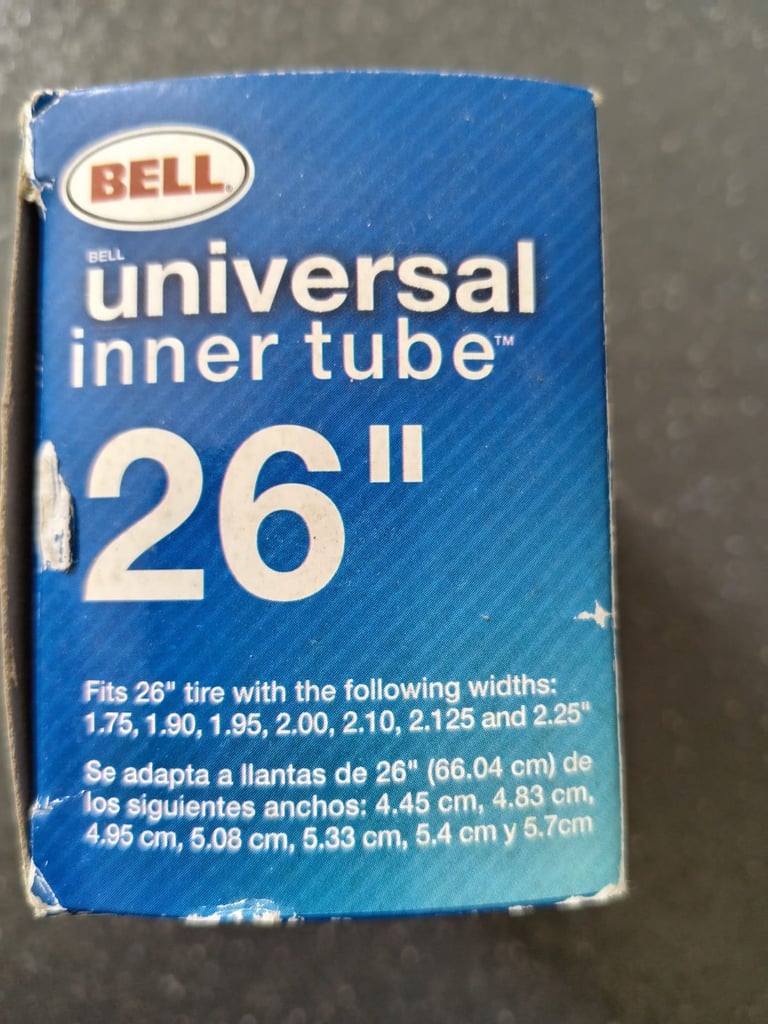 BELL®
BELL
universal
inner tube™
26"
Fits 26" tire with the following widths:
1.75, 1.90, 1.95, 2.00, 2.10, 2.125 and 2.25"
Se adapta a llantas de 26" (66.04 cm) de
los siguientes anchos: 4.45 cm, 4.83 cm,
4.95 cm, 5.08 cm, 5.33 cm, 5.4 cm y 5.7cm